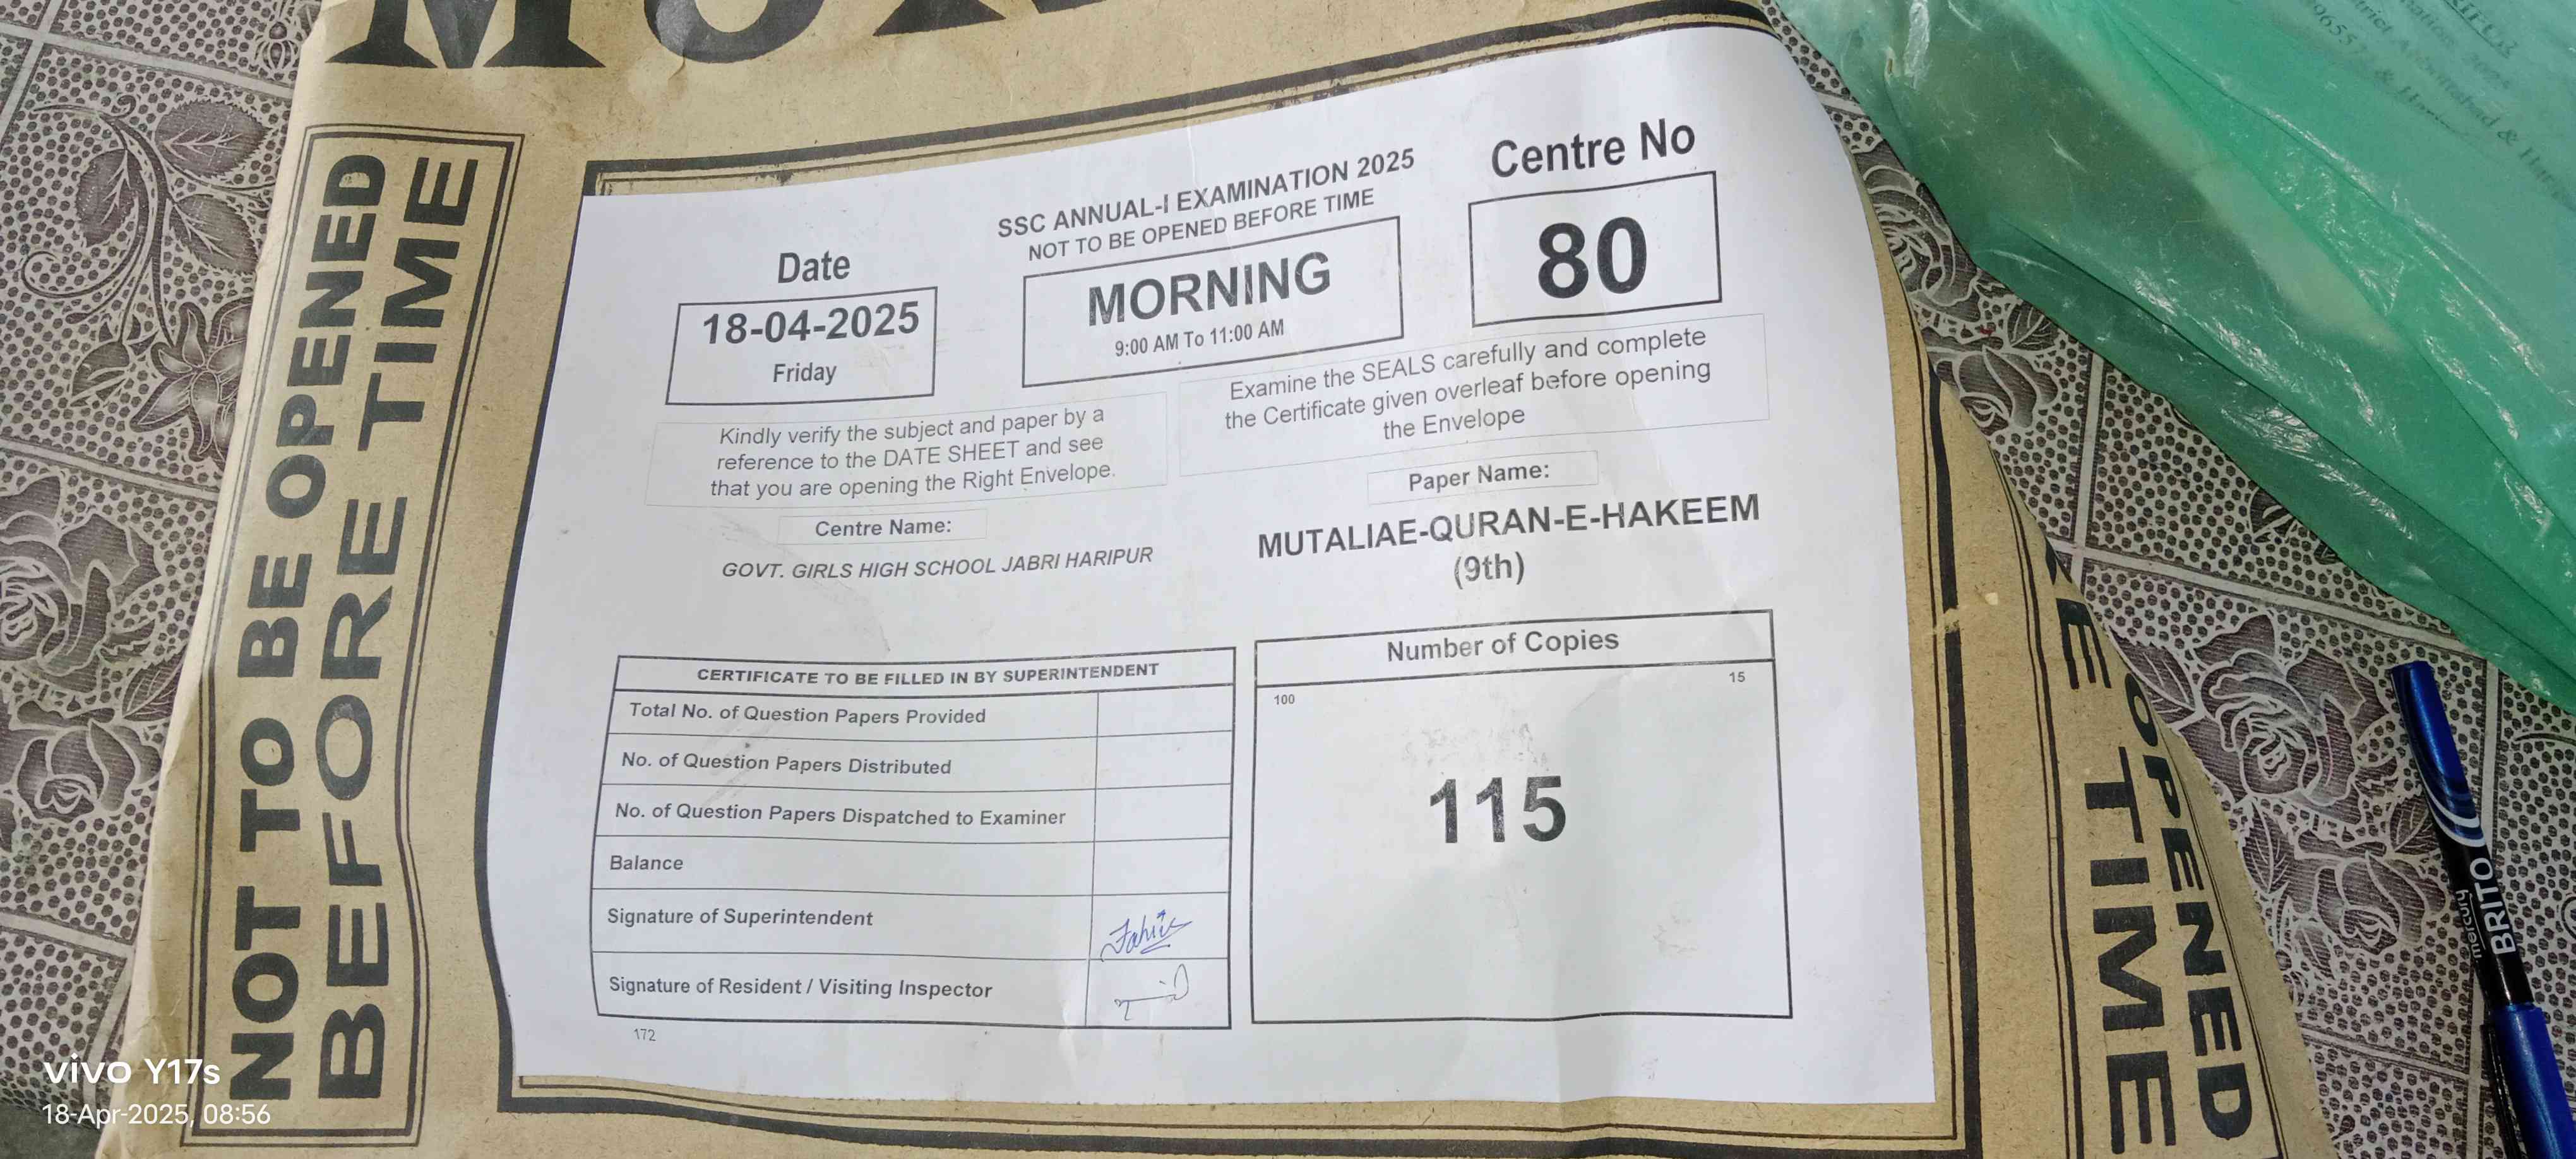 NOT TO BE OPENED
BEFORE TIME
SSC ANNUAL-I EXAMINATION 2025
NOT TO BE OPENED BEFORE TIME
Centre No
80
Date
18-04-2025
Friday
MORNING
9:00 AM To 11:00 AM
Kindly verify the subject and paper by a
reference to the DATE SHEET and see
that you are opening the Right Envelope.
Examine the SEALS carefully and complete
the Certificate given overleaf before opening
the Envelope
Centre Name:
GOVT. GIRLS HIGH SCHOOL JABRI HARIPUR
Paper Name:
MUTALIAE-QURAN-E-HAKEEM
(9th)
CERTIFICATE TO BE FILLED IN BY SUPERINTENDENT
Total No. of Question Papers Provided
No. of Question Papers Distributed
No. of Question Papers Dispatched to Examiner
Balance
Signature of Superintendent
Signature of Resident / Visiting Inspector
172
Number of Copies
100 15
115
OPENED
TIME
mercury
BRITO
vivo Y17s
18-Apr-2025, 08:56